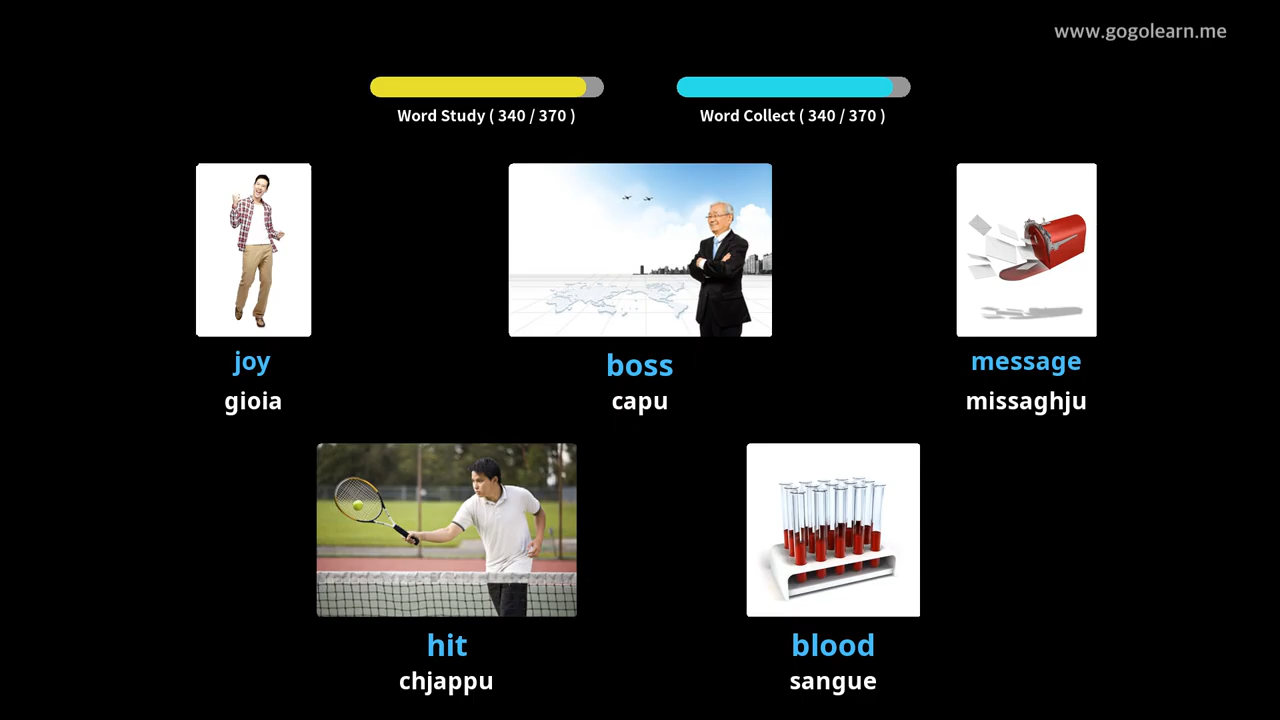 www.gogolearn.me
Word Study ( 340 / 370 )
Word Collect ( 340 / 370 )
joy
gioia
boss
capu
message
missaghju
hit
chjappu
blood
sangue